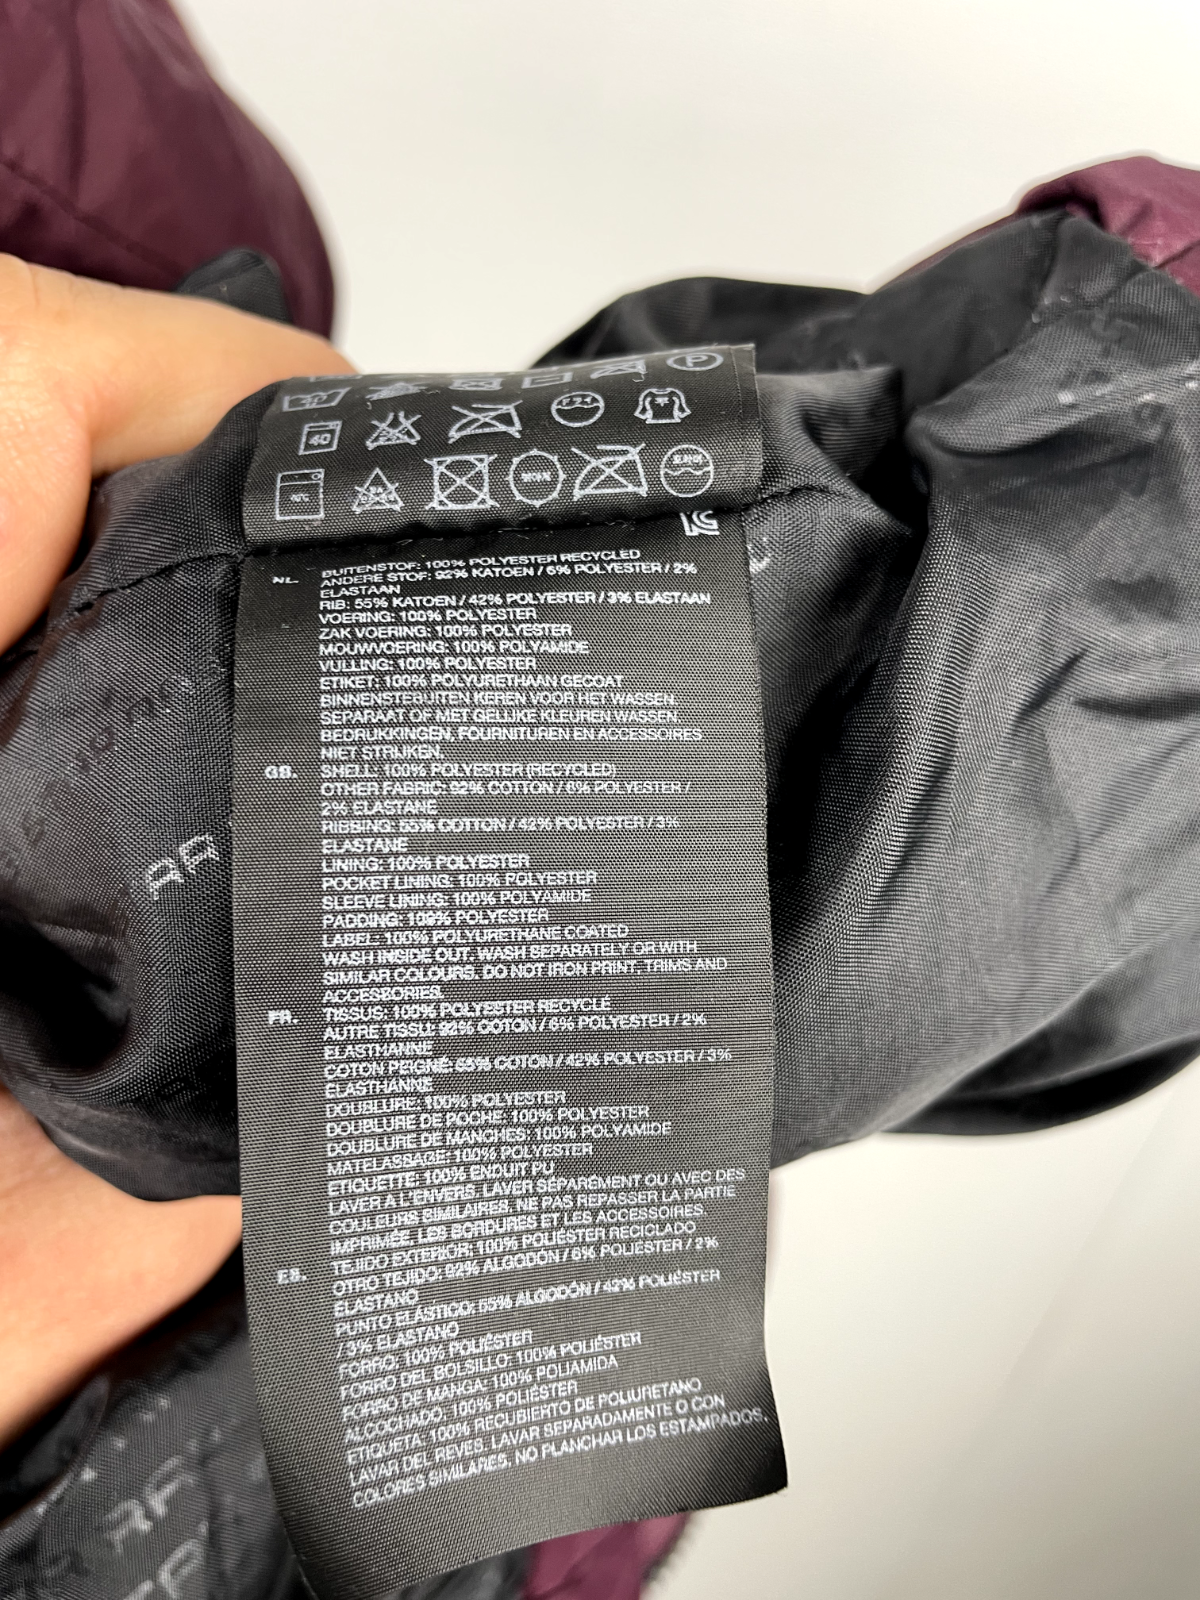 30
P
40
NL.
BUITENSTOF: 100% POLYESTER RECYCLED
ANDERE STOF: 92% KATOEN / 6% POLYESTER / 2%
ELASTAAN
RIB: 55% KATOEN / 42% POLYESTER / 3% ELASTAAN
VOERING: 100% POLYESTER
ZAK VOERING: 100% POLYESTER
MOUWVOERING: 100% POLYAMIDE
VULLING: 100% POLYESTER
ETIKET: 100% POLYURETHAAN GECOAT
BINNENSTEBUITEN KEREN VOOR HET WASSEN.
SEPARAAT OF MET GELIJKE KLEUREN WASSEN.
BEDRUKKINGEN, FOURNITUREN EN ACCESSOIRES
NIET STRIJKEN.
GB. SHELL: 100% POLYESTER (RECYCLED)
OTHER FABRIC: 92% COTTON / 6% POLYESTER /
2% ELASTANE
RIBBING: 55% COTTON / 42% POLYESTER / 3%
ELASTANE
LINING: 100% POLYESTER
POCKET LINING: 100% POLYESTER
SLEEVE LINING: 100% POLYAMIDE
PADDING: 100% POLYESTER
LABEL: 100% POLYURETHANE COATED
WASH INSIDE OUT, WASH SEPARATELY OR WITH
SIMILAR COLOURS. DO NOT IRON PRINT, TRIMS AND
ACCESSORIES.
FR. TISSUS: 100% POLYESTER RECYCLÉ
AUTRE TISSU: 92% COTON / 6% POLYESTER / 2%
ELASTHANNE
COTON PEIGNÉ: 55% COTON / 42% POLYESTER / 3%
ELASTHANNE
DOUBLURE: 100% POLYESTER
DOUBLURE DE POCHE: 100% POLYESTER
DOUBLURE DE MANCHES: 100% POLYAMIDE
MATELASSAGE: 100% POLYESTER
ETIQUETTE: 100% ENDUIT PU
LAVER A L'ENVERS. LAVER SÉPARÉMENT OU AVEC DES
COULEURS SIMILAIRES. NE PAS REPASSER LA PARTIE
IMPRIMÉE, LES BORDURES ET LES ACCESSOIRES.
ES. TEJIDO EXTERIOR: 100% POLIÉSTER RECICLADO
OTRO TEJIDO: 92% ALGODÓN / 6% POLIÉSTER / 2%
ELASTANO
PUNTO ELÁSTICO: 55% ALGODÓN / 42% POLIÉSTER
/ 3% ELASTANO
FORRO: 100% POLIÉSTER
FORRO DEL BOLSILLO: 100% POLIÉSTER
FORRO DE MANGA: 100% POLIAMIDA
ALCOCHADO: 100% POLIÉSTER
ETIQUETA, 100% RECUBIERTO DE POLIURETANO
LAVAR DEL REVES, LAVAR SEPARADAMENTE O CON
COLORES SIMILARES. NO PLANCHAR LOS ESTAMPADOS,